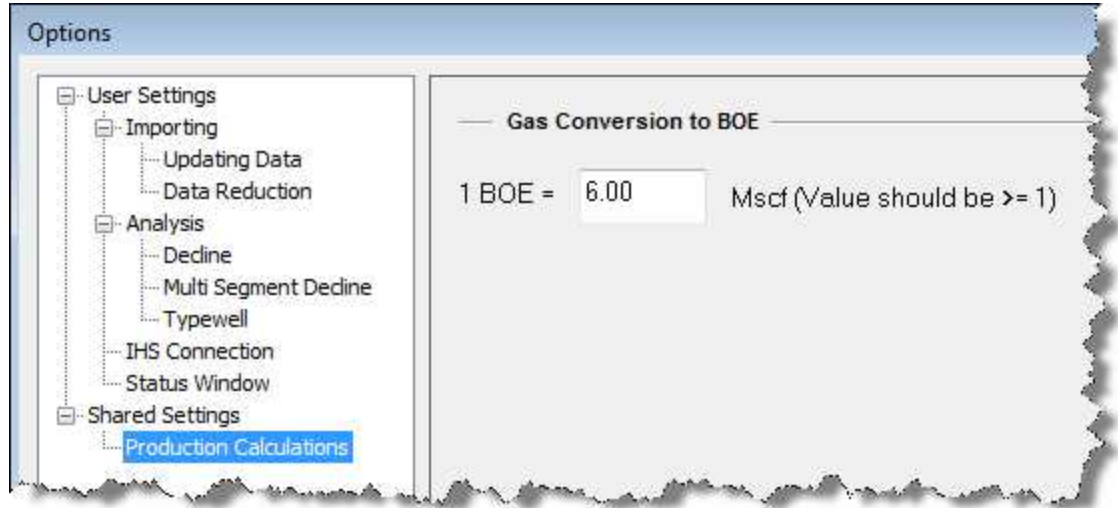 Options
User Settings
Importing
Updating Data
Data Reduction
Analysis
Decline
Multi Segment Decline
Typewell
IHS Connection
Status Window
Shared Settings
Production Calculations
Gas Conversion to BOE
1 BOE = 6.00 Mscf (Value should be >= 1)